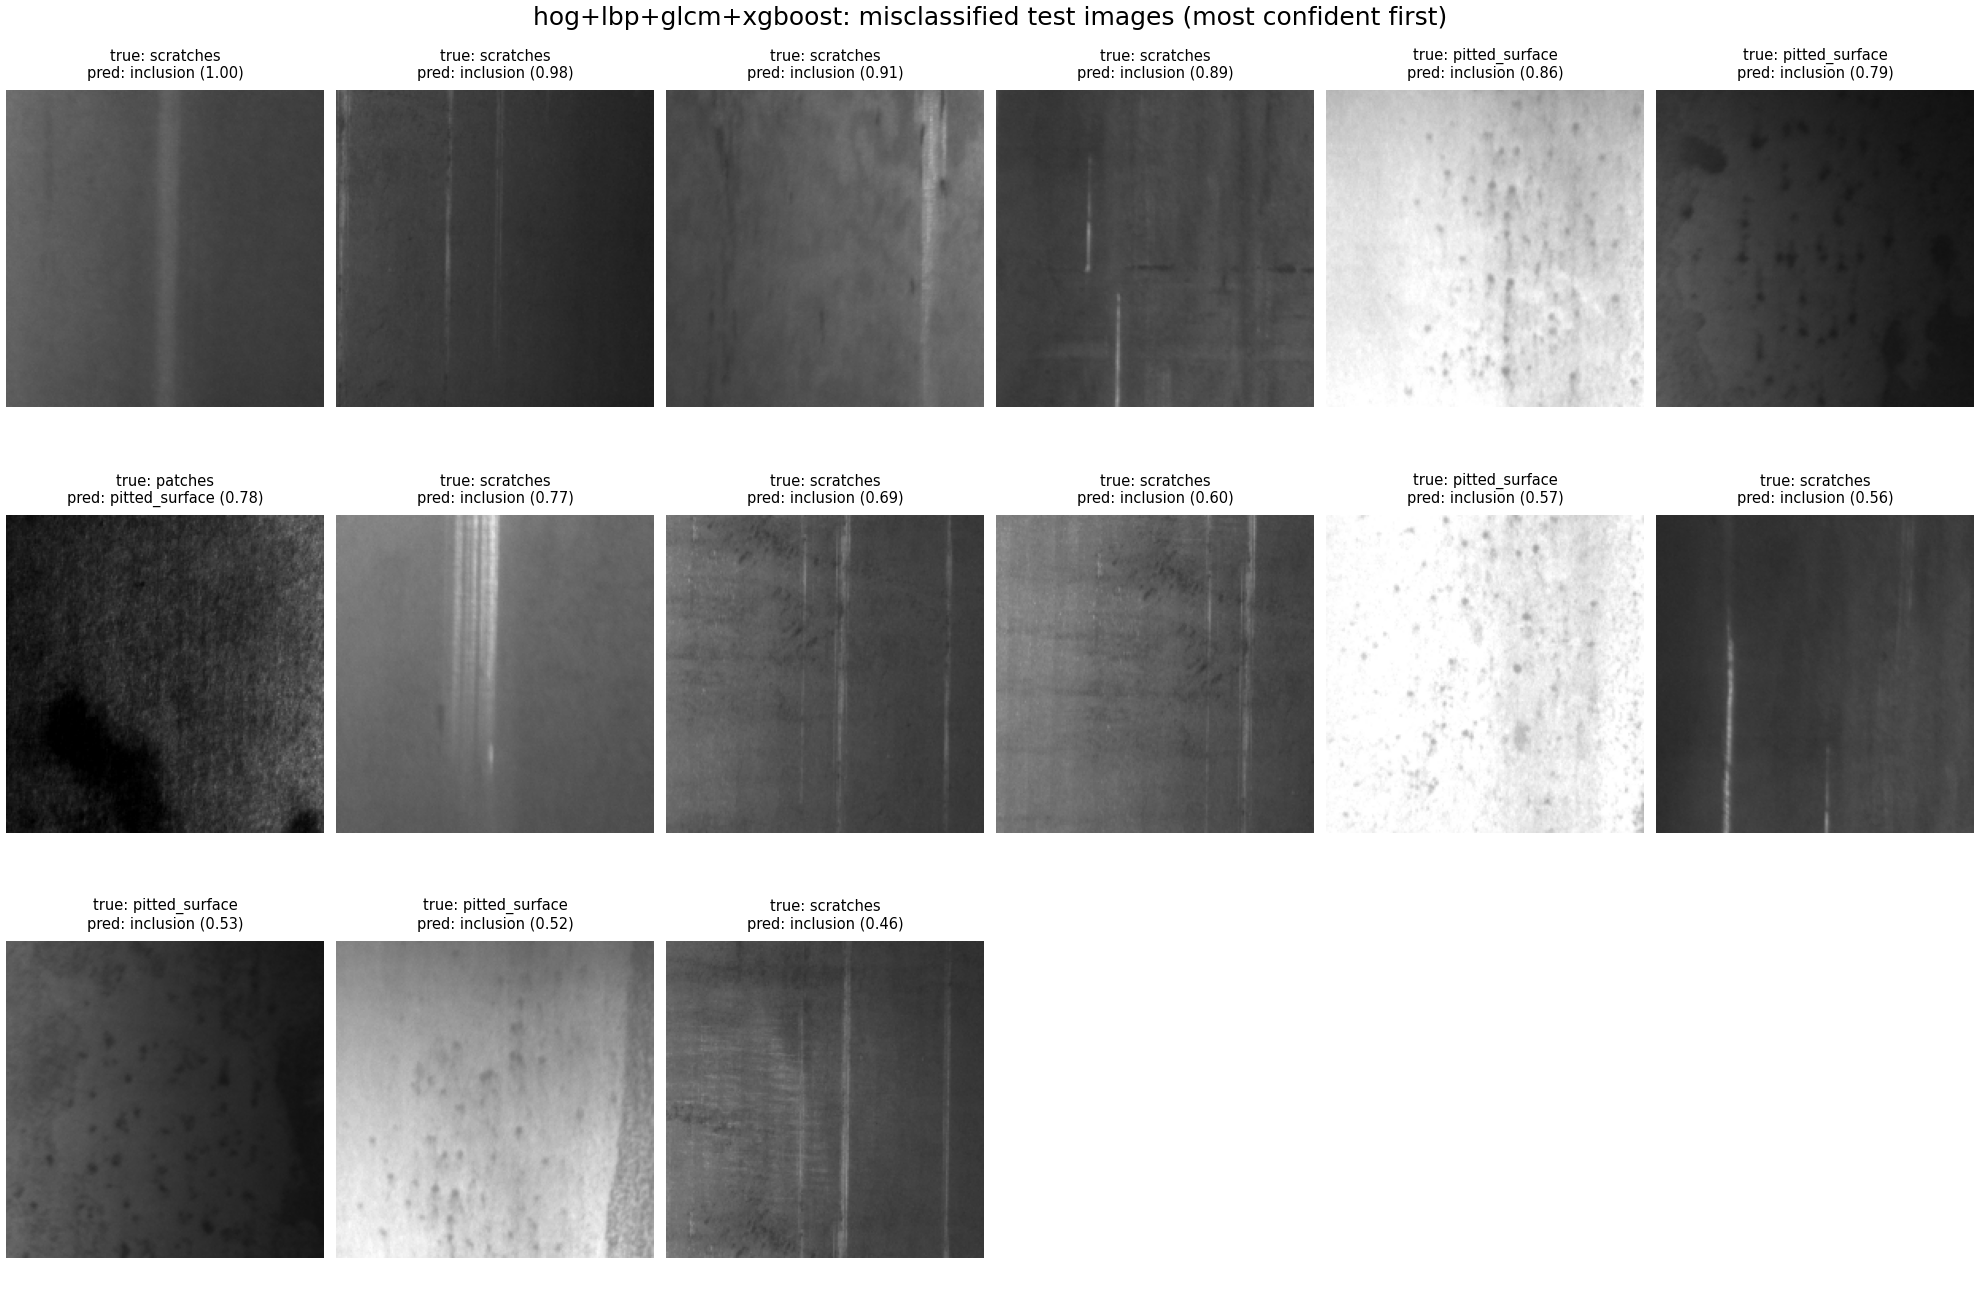 hog+lbp+glcm+xgboost: misclassified test images (most confident first)
true: scratches
pred: inclusion (1.00)
true: scratches
pred: inclusion (0.98)
true: scratches
pred: inclusion (0.91)
true: scratches
pred: inclusion (0.89)
true: pitted_surface
pred: inclusion (0.86)
true: pitted_surface
pred: inclusion (0.79)
true: patches
pred: pitted_surface (0.78)
true: scratches
pred: inclusion (0.77)
true: scratches
pred: inclusion (0.69)
true: scratches
pred: inclusion (0.60)
true: pitted_surface
pred: inclusion (0.57)
true: scratches
pred: inclusion (0.56)
true: pitted_surface
pred: inclusion (0.53)
true: pitted_surface
pred: inclusion (0.52)
true: scratches
pred: inclusion (0.46)